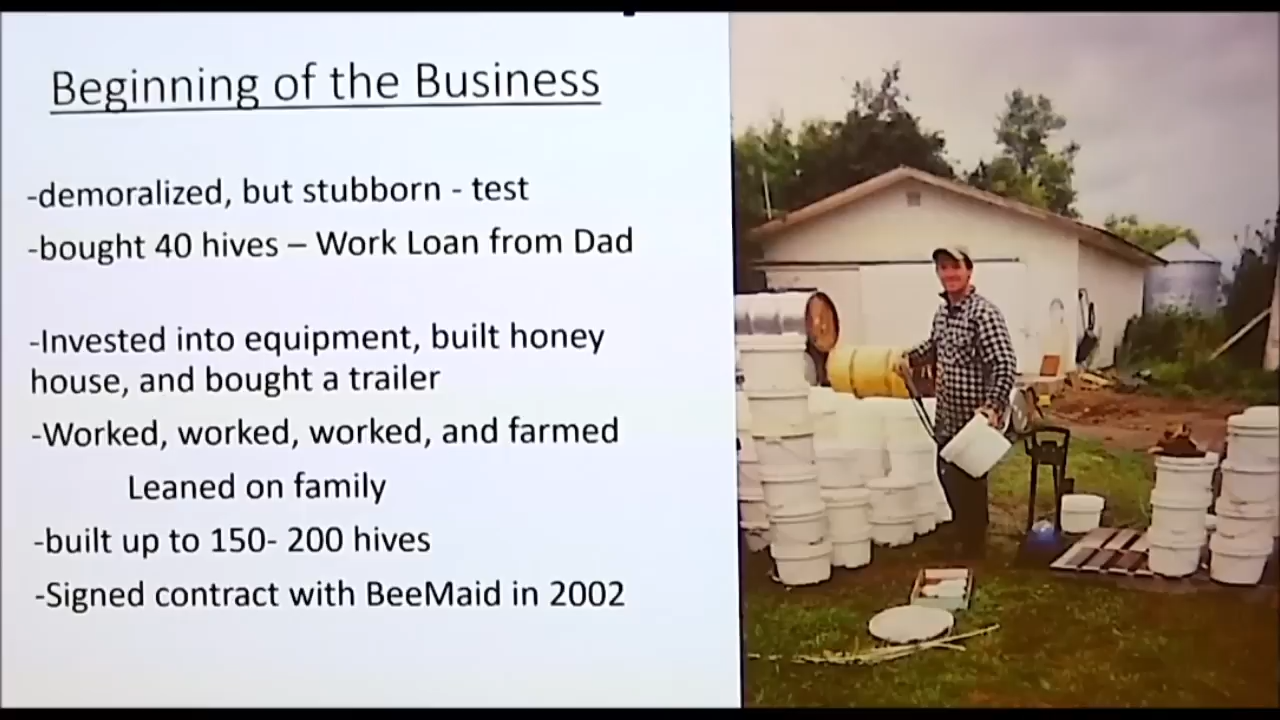 Beginning of the Business
-demoralized, but stubborn - test
-bought 40 hives – Work Loan from Dad
-Invested into equipment, built honey
house, and bought a trailer
-Worked, worked, worked, and farmed
Leaned on family
-built up to 150- 200 hives
-Signed contract with BeeMaid in 2002